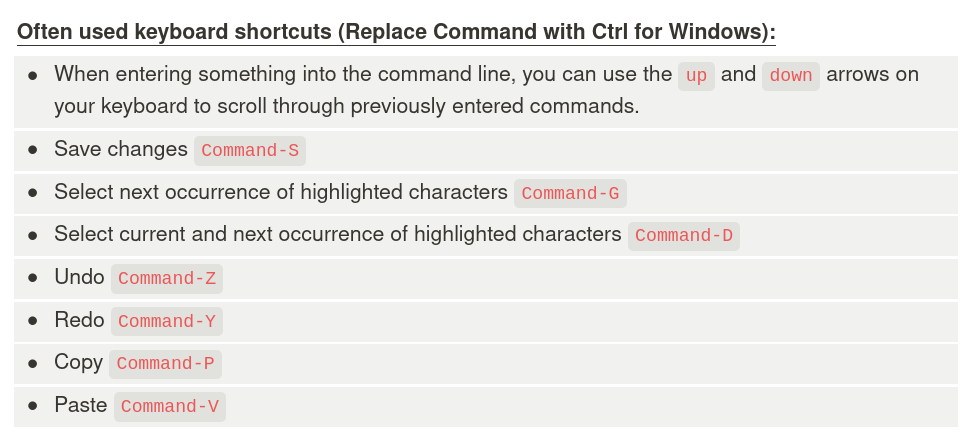 Often used keyboard shortcuts (Replace Command with Ctrl for Windows):
● When entering something into the command line, you can use the up and down arrows on
your keyboard to scroll through previously entered commands.
● Save changes Command-S
● Select next occurrence of highlighted characters Command-G
● Select current and next occurrence of highlighted characters Command-D
● Undo Command-Z
● Redo Command-Y
● Copy Command-P
● Paste Command-V